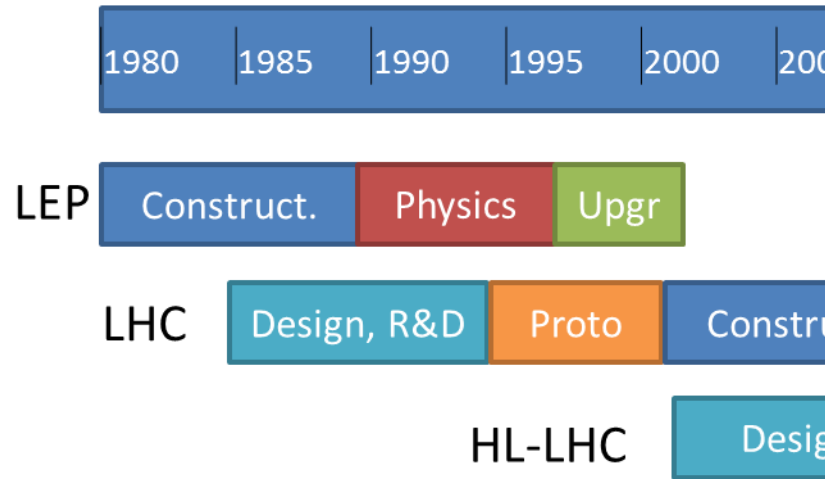 1980 1985 1990 1995 2000
LEP Construct. Physics Upgr
LHC Design, R&D Proto
HL-LHC